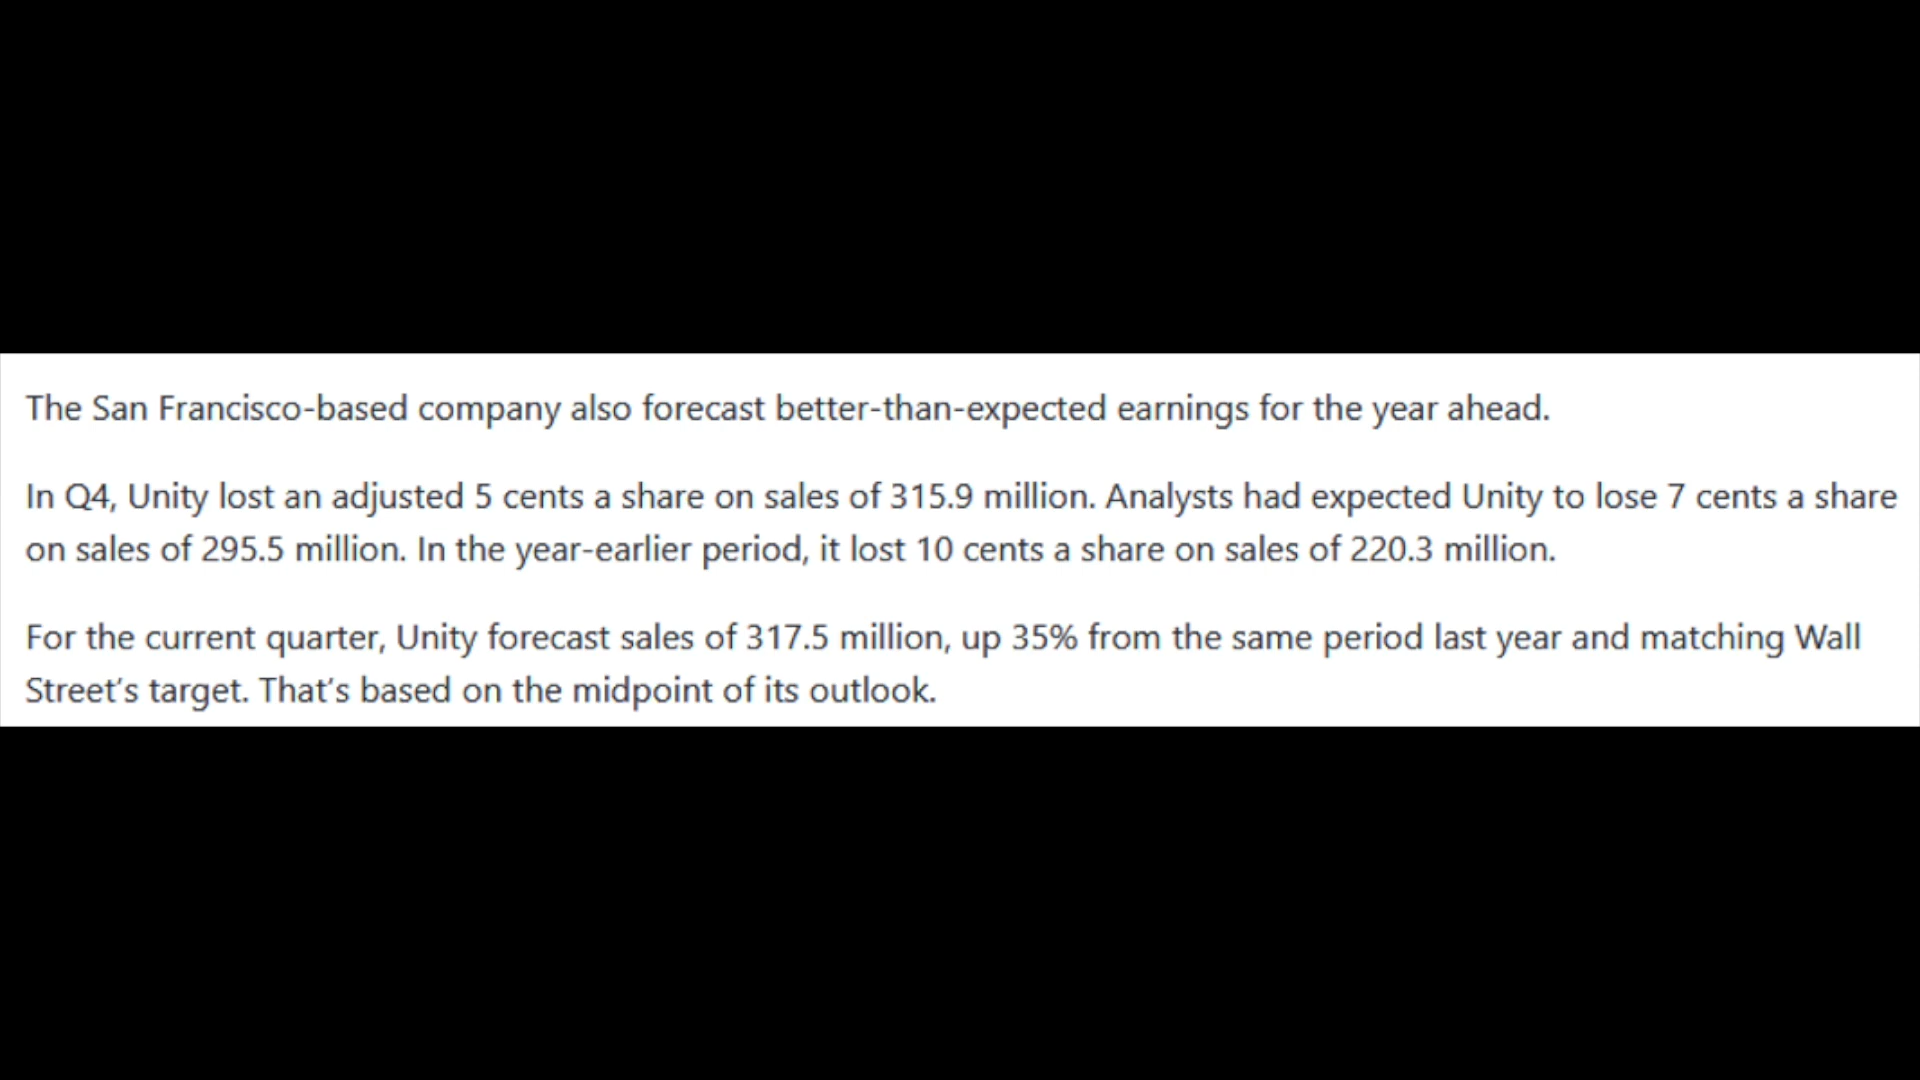 The San Francisco-based company also forecast better-than-expected earnings for the year ahead.
In Q4, Unity lost an adjusted 5 cents a share on sales of 315.9 million. Analysts had expected Unity to lose 7 cents a share
on sales of 295.5 million. In the year-earlier period, it lost 10 cents a share on sales of 220.3 million.
For the current quarter, Unity forecast sales of 317.5 million, up 35% from the same period last year and matching Wall
Street’s target. That’s based on the midpoint of its outlook.